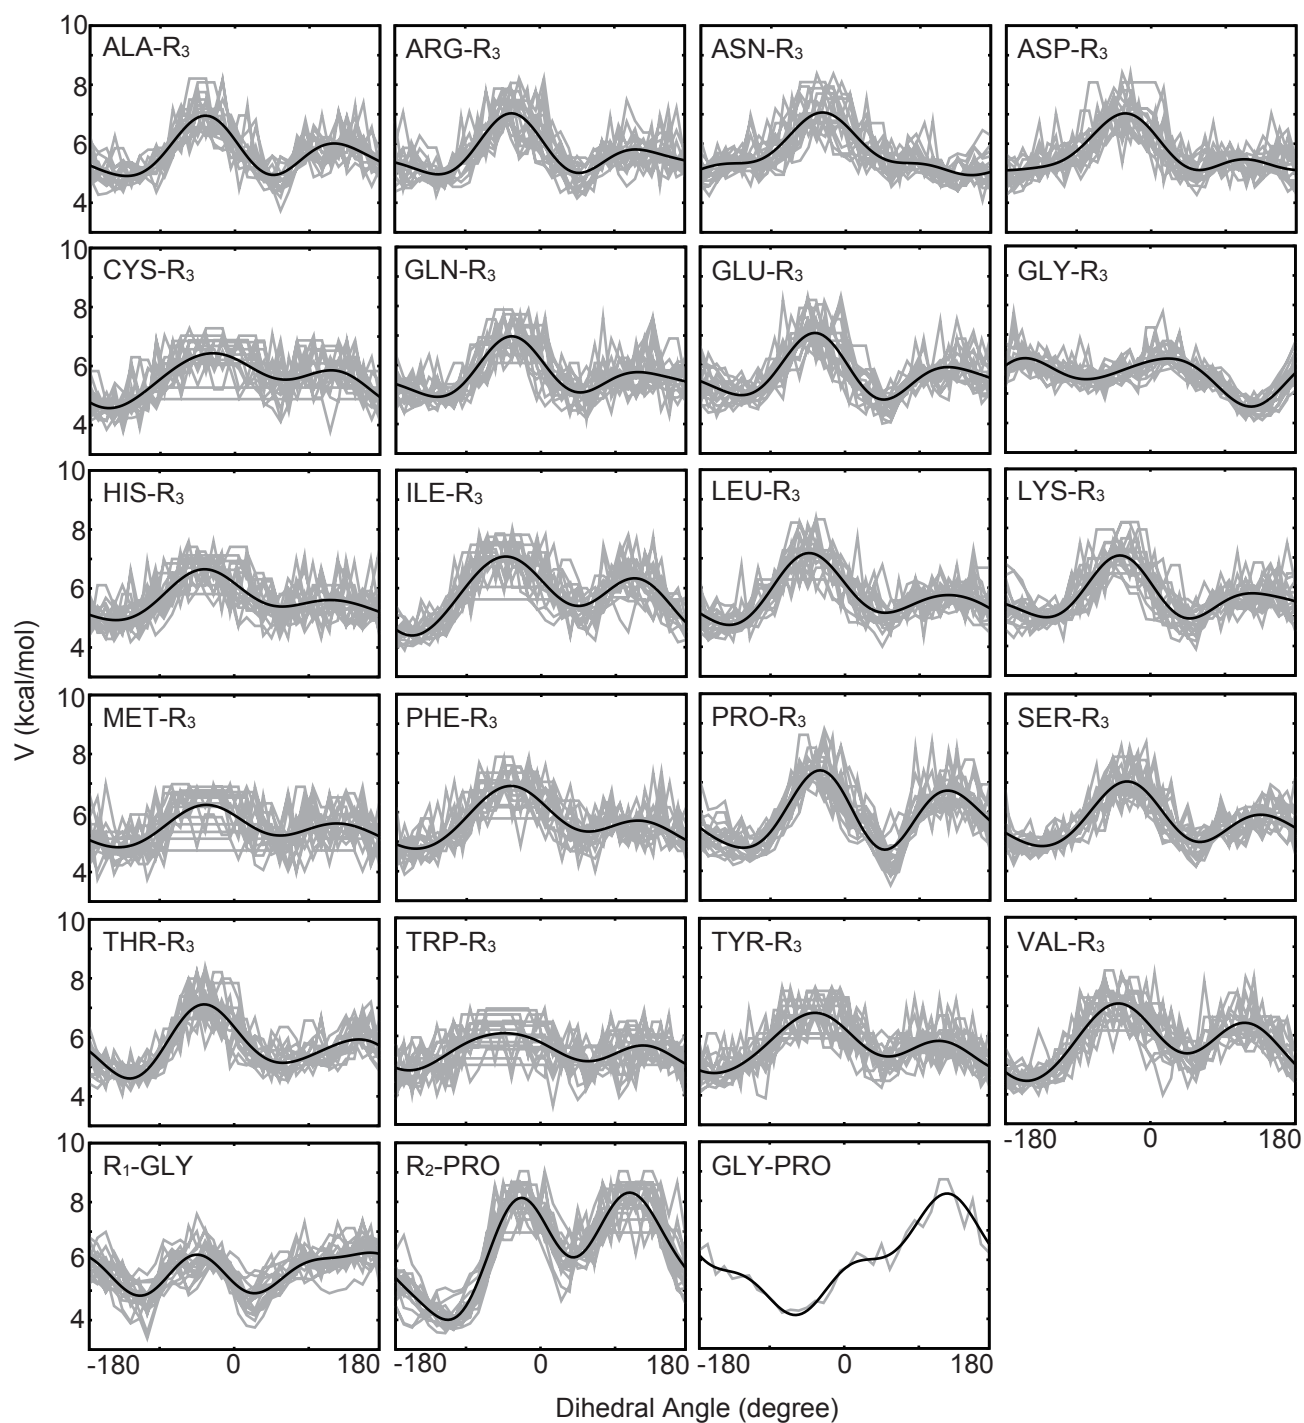 10 ALA-R3 ARG-R3 ASN-R3 ASP-R3
8
6
4
10 CYS-R3 GLN-R3 GLU-R3 GLY-R3
8
6
4
10 HIS-R3 ILE-R3 LEU-R3 LYS-R3
8
6
4
V (kcal/mol)
10 MET-R3 PHE-R3 PRO-R3 SER-R3
8
6
4
10 THR-R3 TRP-R3 TYR-R3 VAL-R3
8
6
4
-180 0 180
10 R1-GLY R2-PRO GLY-PRO
8
6
4
-180 0 180 -180 0 180 -180 0 180
Dihedral Angle (degree)